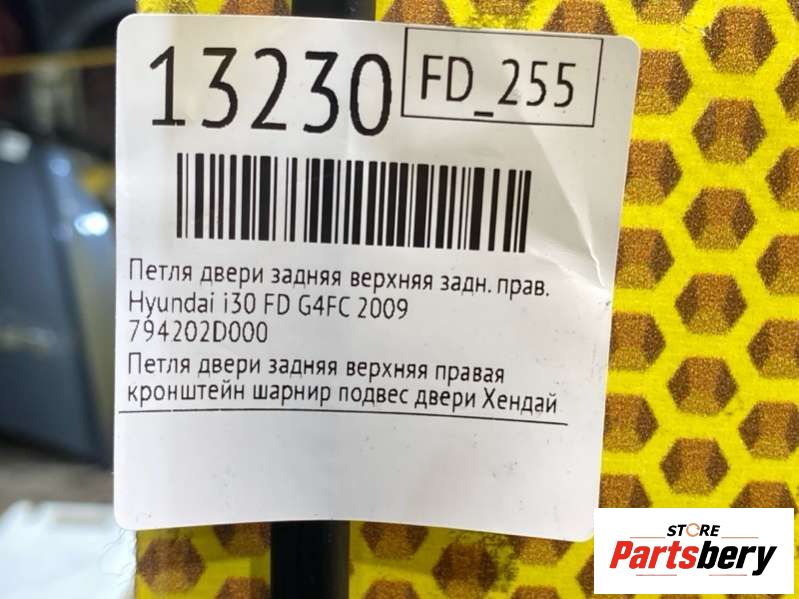 13230
FD_255
Петля двери задняя верхняя задн. прав.
Hyundai i30 FD G4FC 2009
794202D000
Петля двери задняя верхняя правая
кронштейн шарнир подвес двери Хендай
STORE
Partsbery